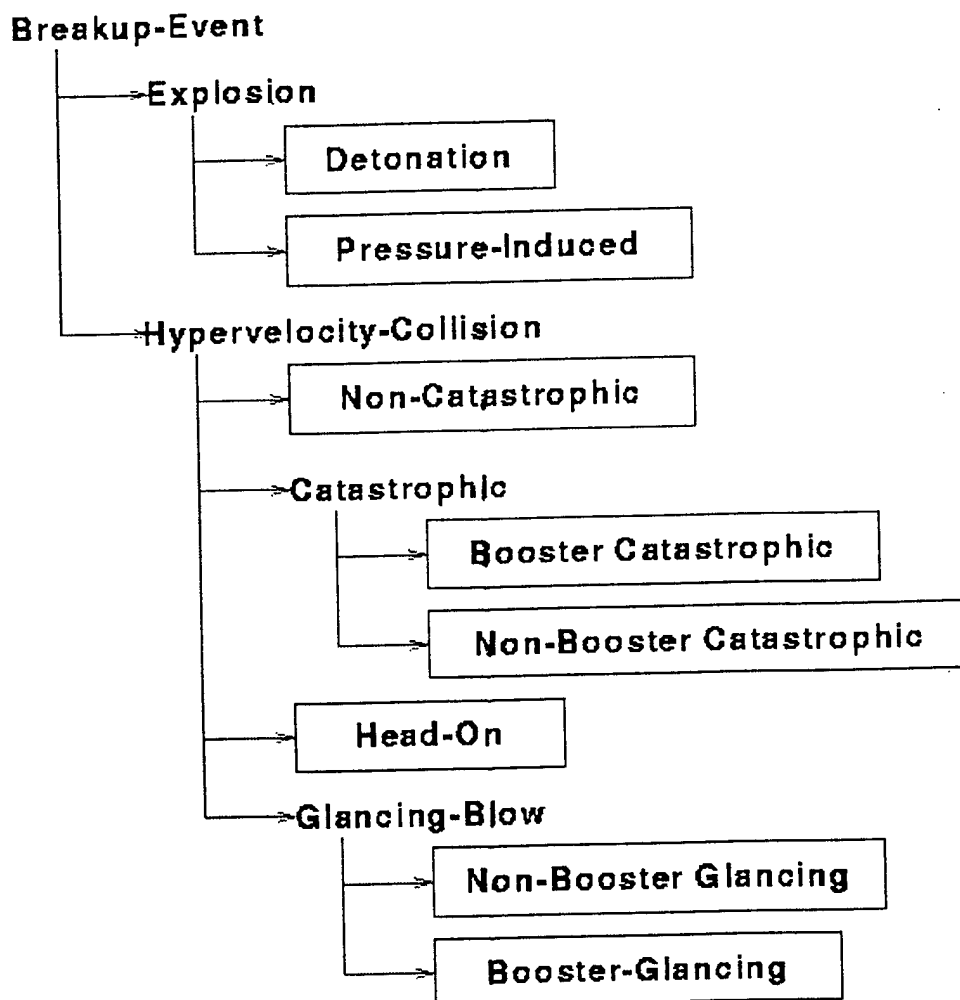 Breakup-Event
Explosion
Detonation
Pressure-Induced
Hypervelocity-Collision
Non-Catastrophic
Catastrophic
Booster Catastrophic
Non-Booster Catastrophic
Head-On
Glancing-Blow
Non-Booster Glancing
Booster-Glancing